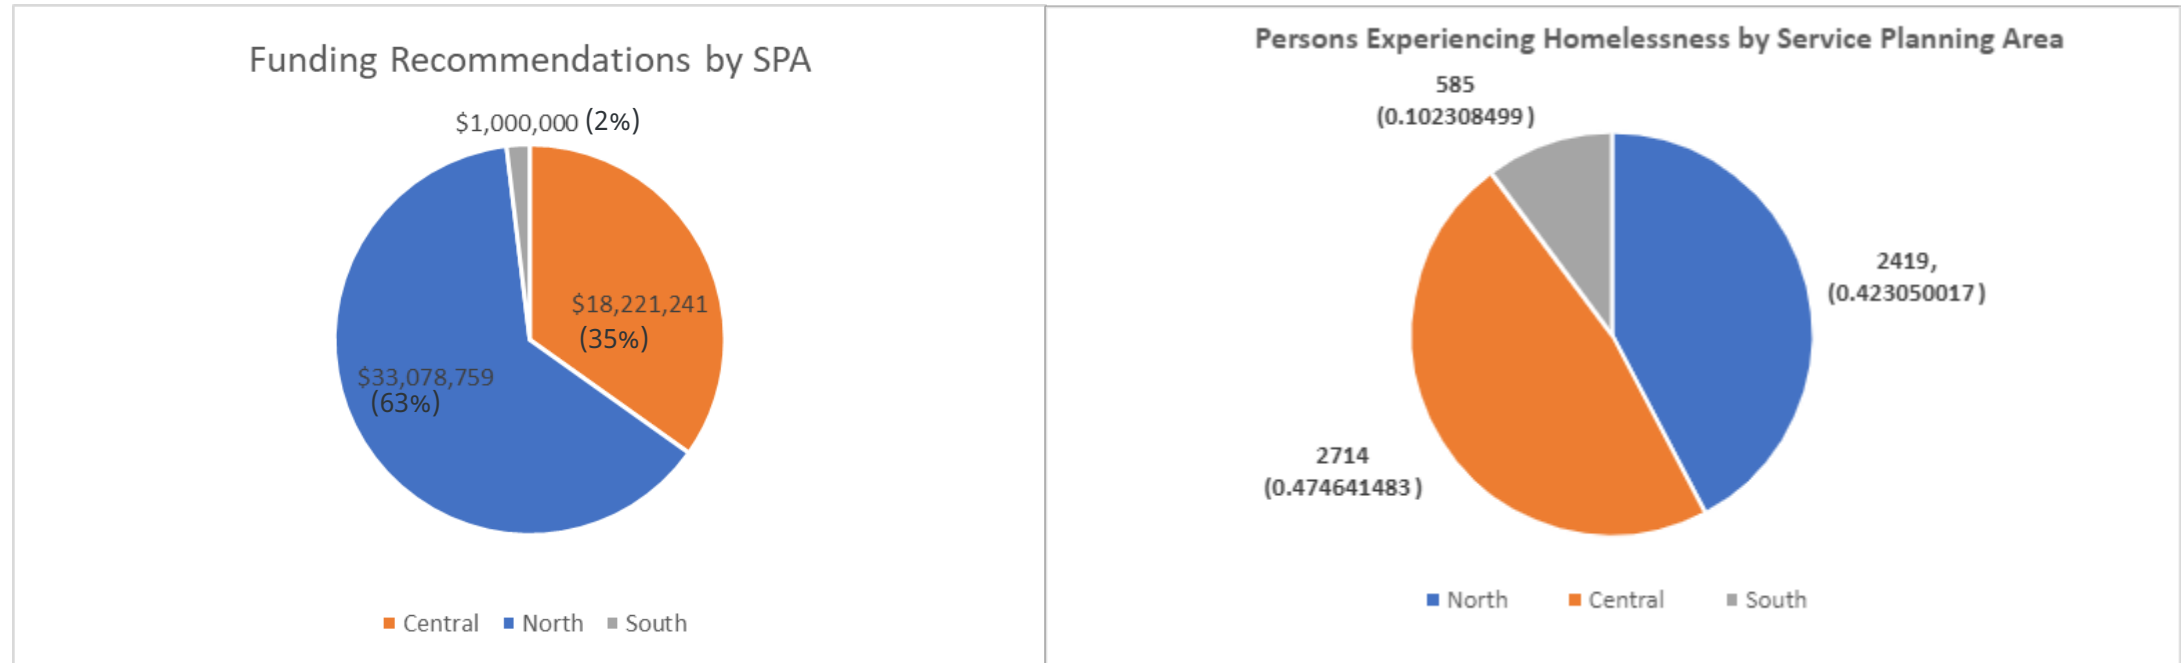 Funding Recommendations by SPA
$1,000,000 (2%)
$18,221,241
(35%)
$33,078,759
(63%)
Central North South
Persons Experiencing Homelessness by Service Planning Area
585
(0.102308499)
2419,
(0.423050017)
2714
(0.474641483)
North Central South